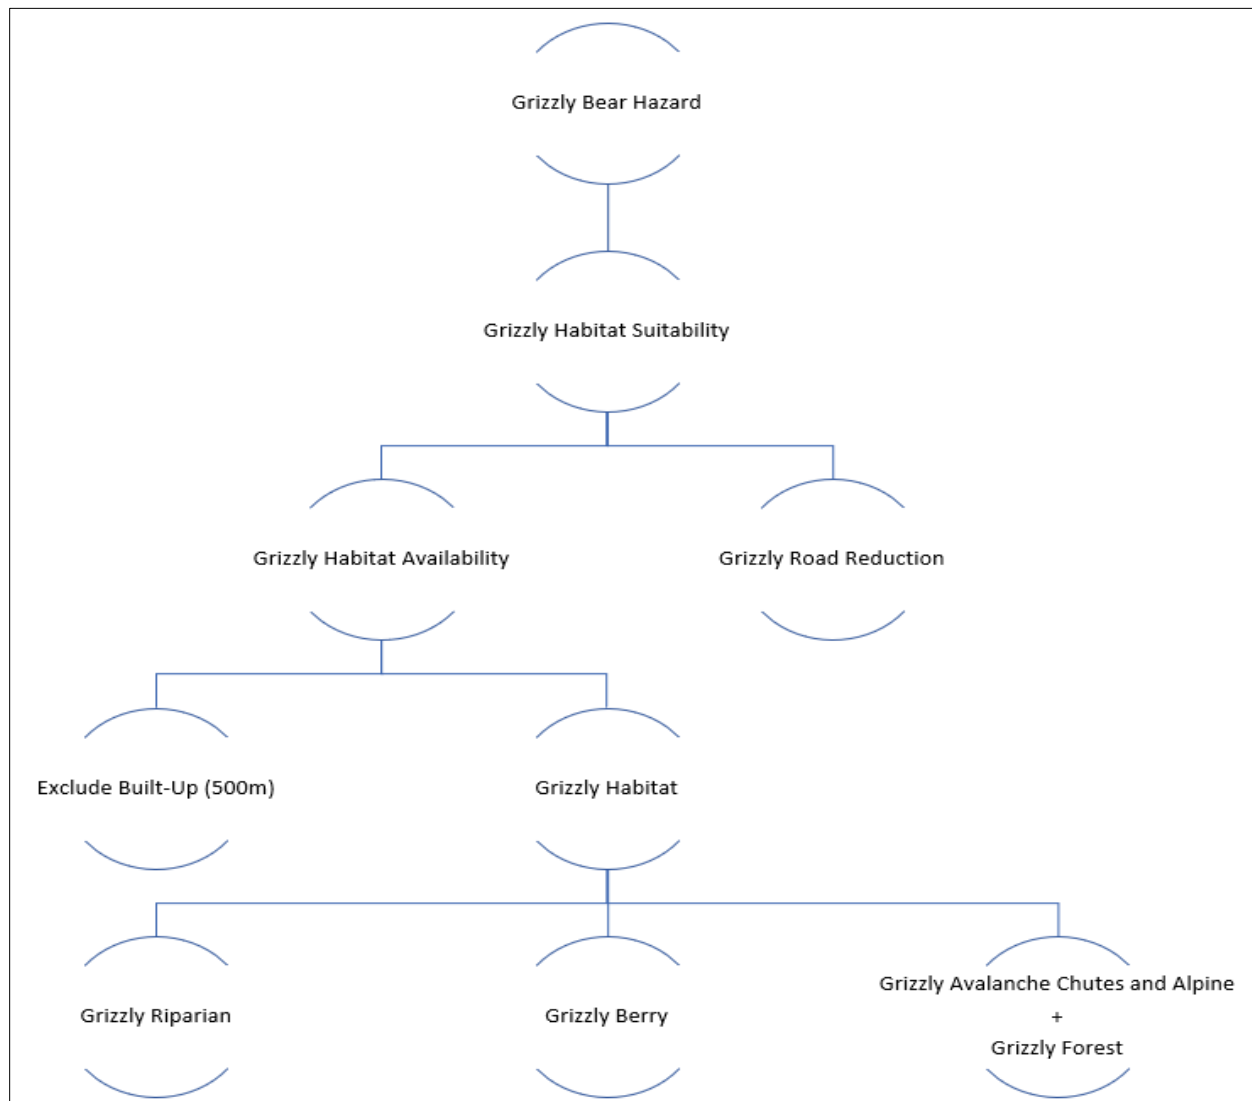 Grizzly Bear Hazard
Grizzly Habitat Suitability
Grizzly Habitat Availability
Grizzly Road Reduction
Exclude Built-Up (500m)
Grizzly Habitat
Grizzly Riparian
Grizzly Berry
Grizzly Avalanche Chutes and Alpine
+
Grizzly Forest